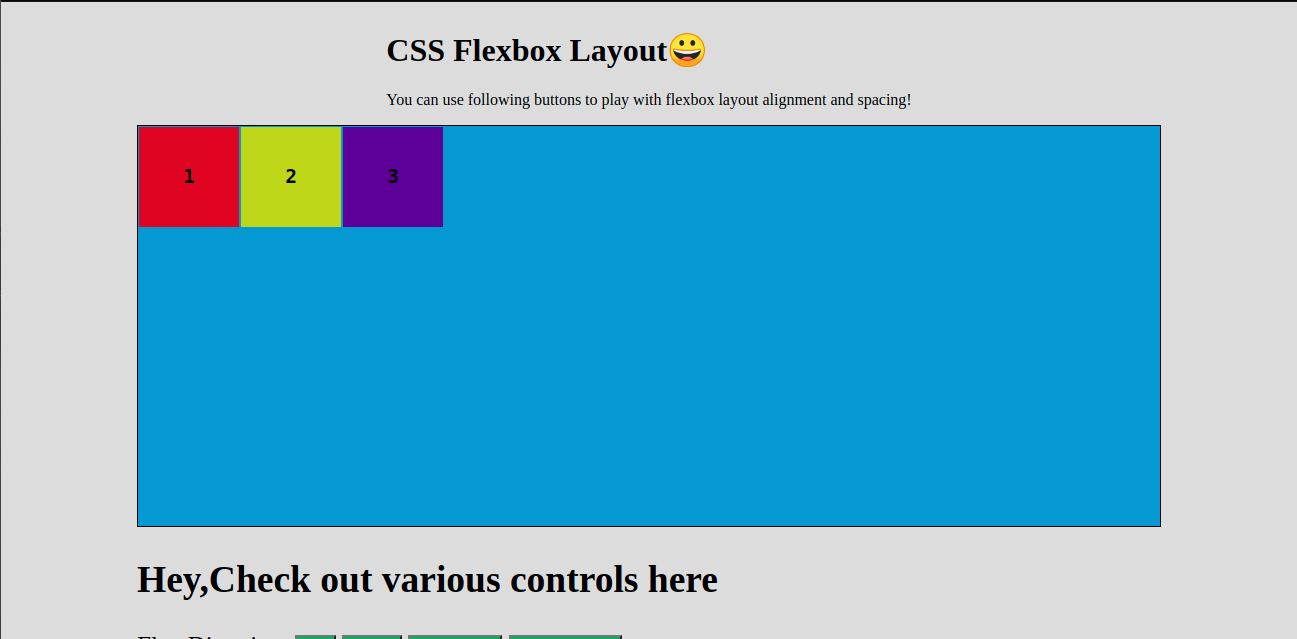 CSS Flexbox Layout😀
You can use following buttons to play with flexbox layout alignment and spacing!
1 2 3
Hey,Check out various controls here